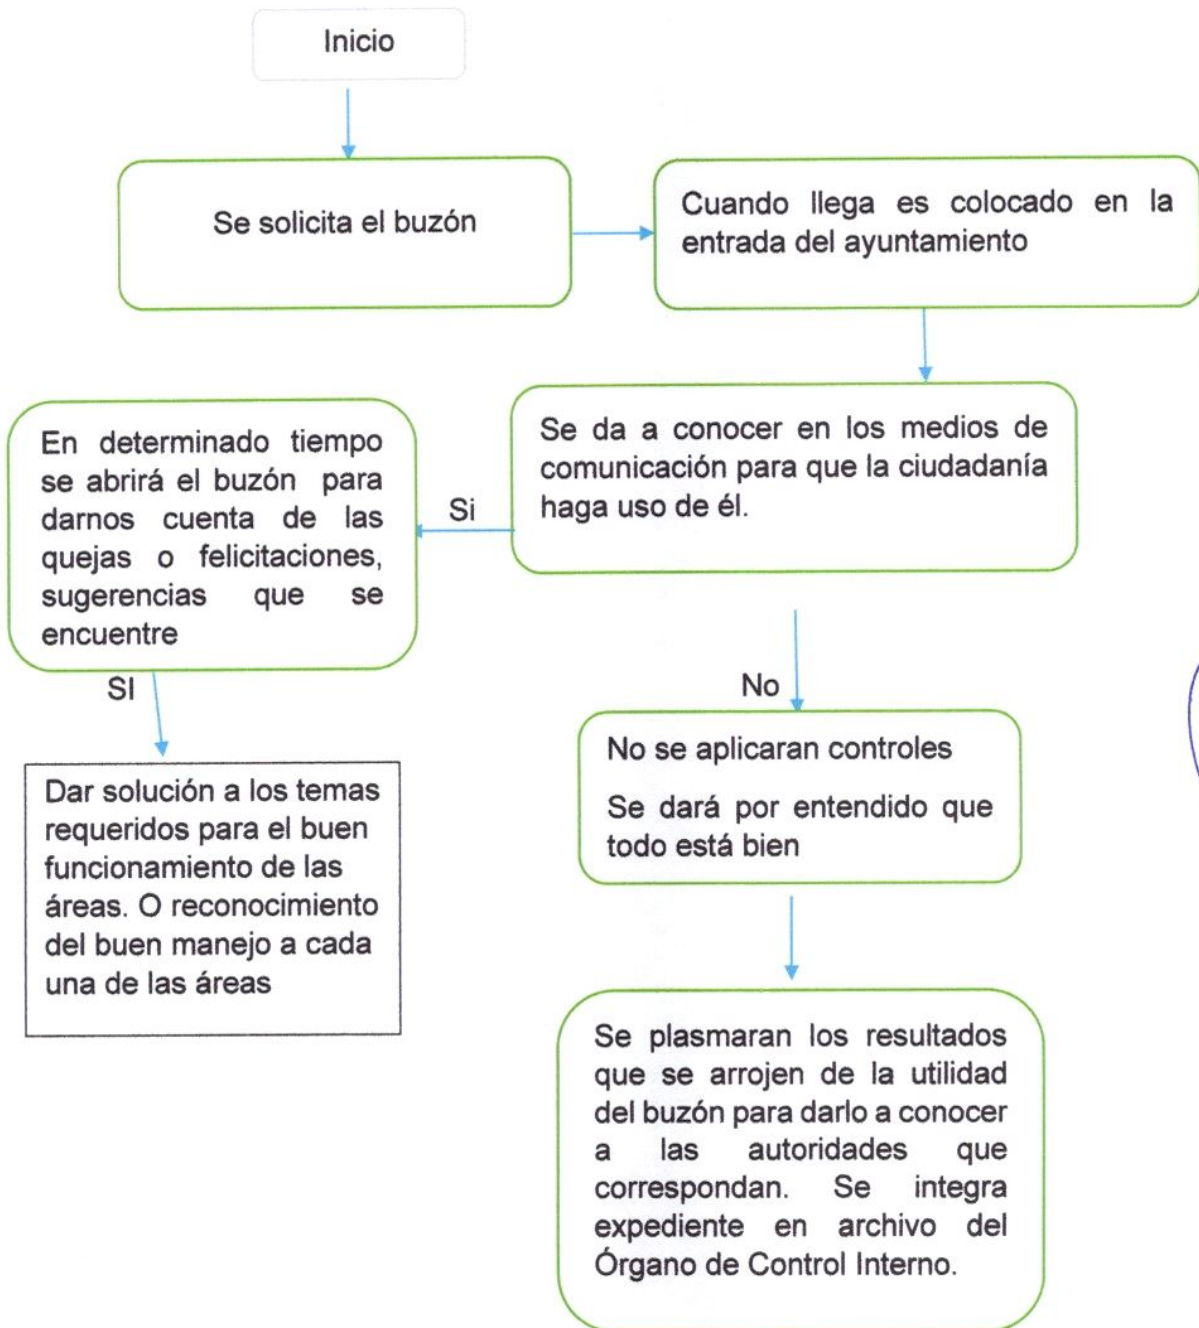 Inicio
Se solicita el buzón
Cuando llega es colocado en la
entrada del ayuntamiento
Se da a conocer en los medios de
comunicación para que la ciudadanía
haga uso de él.
Si
En determinado tiempo
se abrirá el buzón para
darnos cuenta de las
quejas o felicitaciones,
sugerencias que se
encuentre
SI
Dar solución a los temas
requeridos para el buen
funcionamiento de las
áreas. O reconocimiento
del buen manejo a cada
una de las áreas
No
No se aplicaran controles
Se dará por entendido que
todo está bien
Se plasmaran los resultados
que se arrojen de la utilidad
del buzón para darlo a conocer
a las autoridades que
correspondan. Se integra
expediente en archivo del
Órgano de Control Interno.